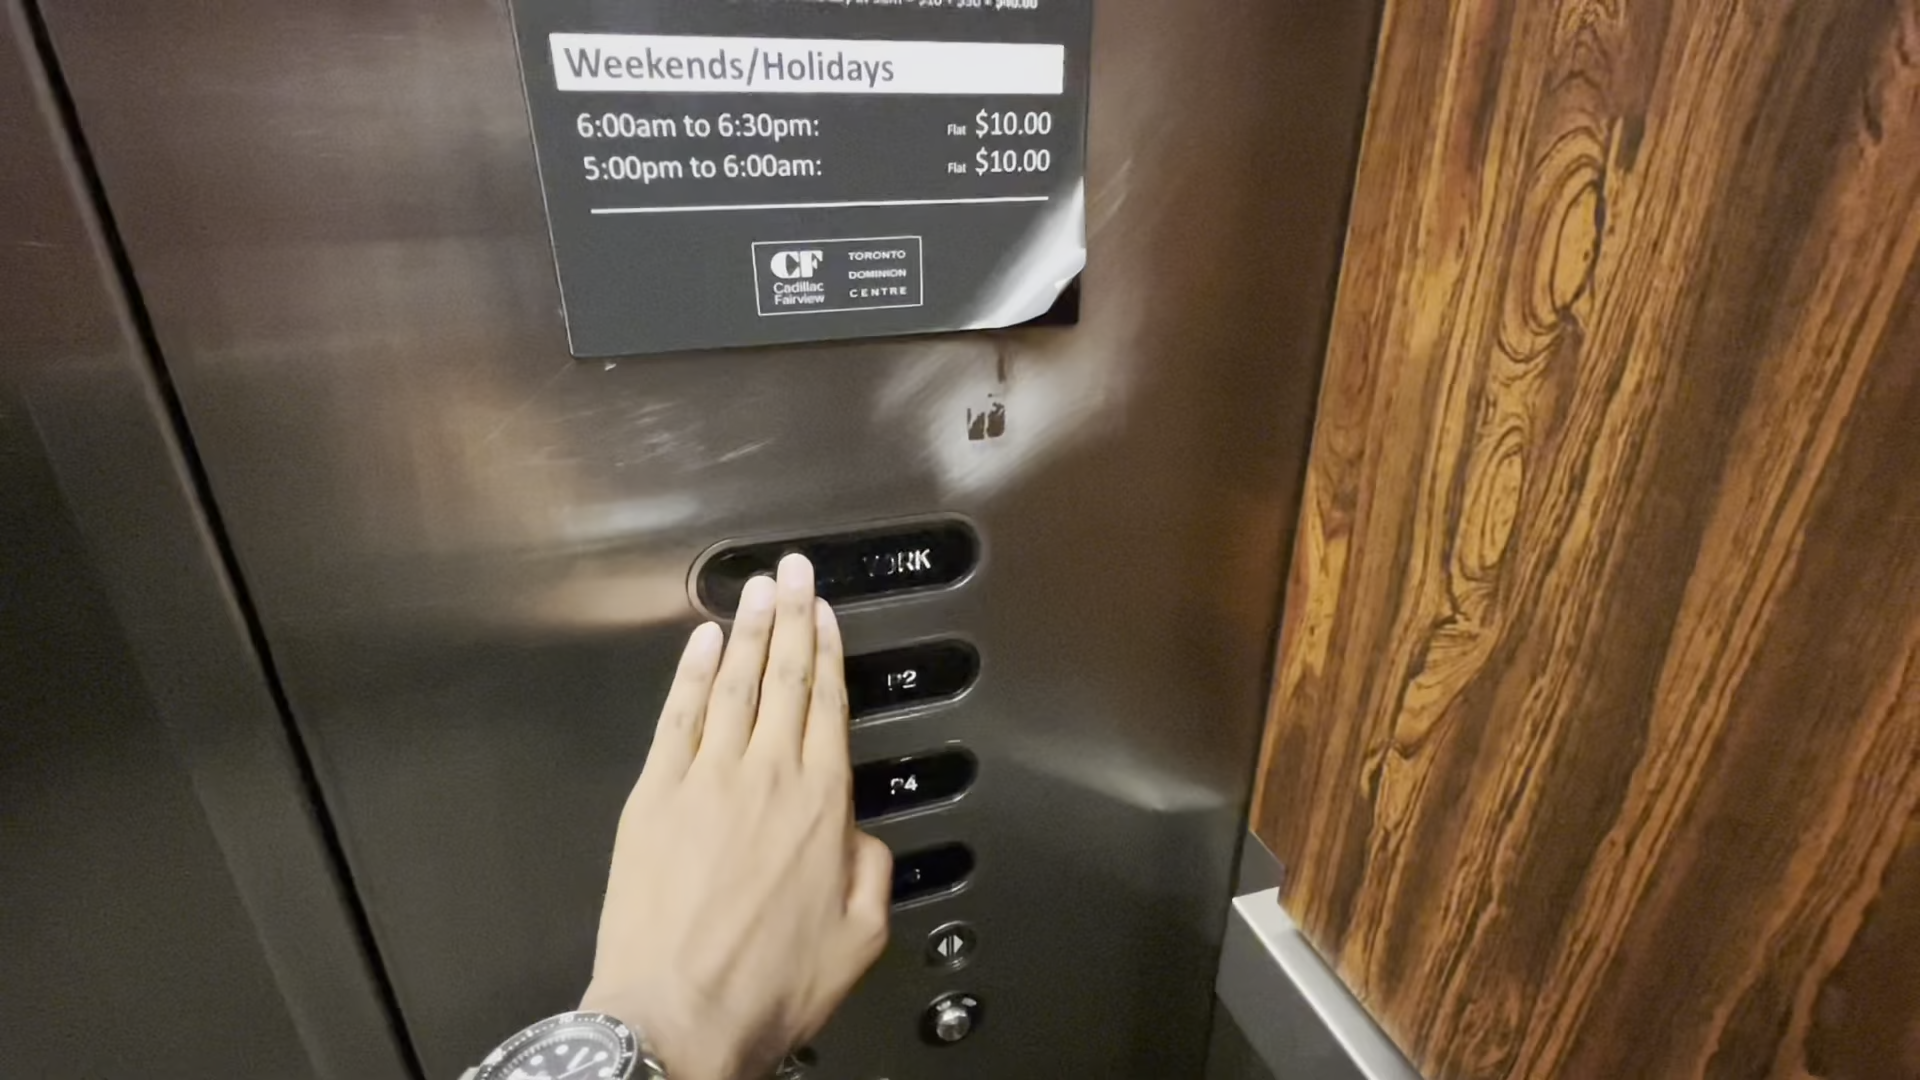 Weekends/Holidays
6:00am to 6:30pm: Flat $10.00
5:00pm to 6:00am: Flat $10.00
CF
Cadillac
Fairview
TORONTO
DOMINION
CENTRE
YORK
P2
P4